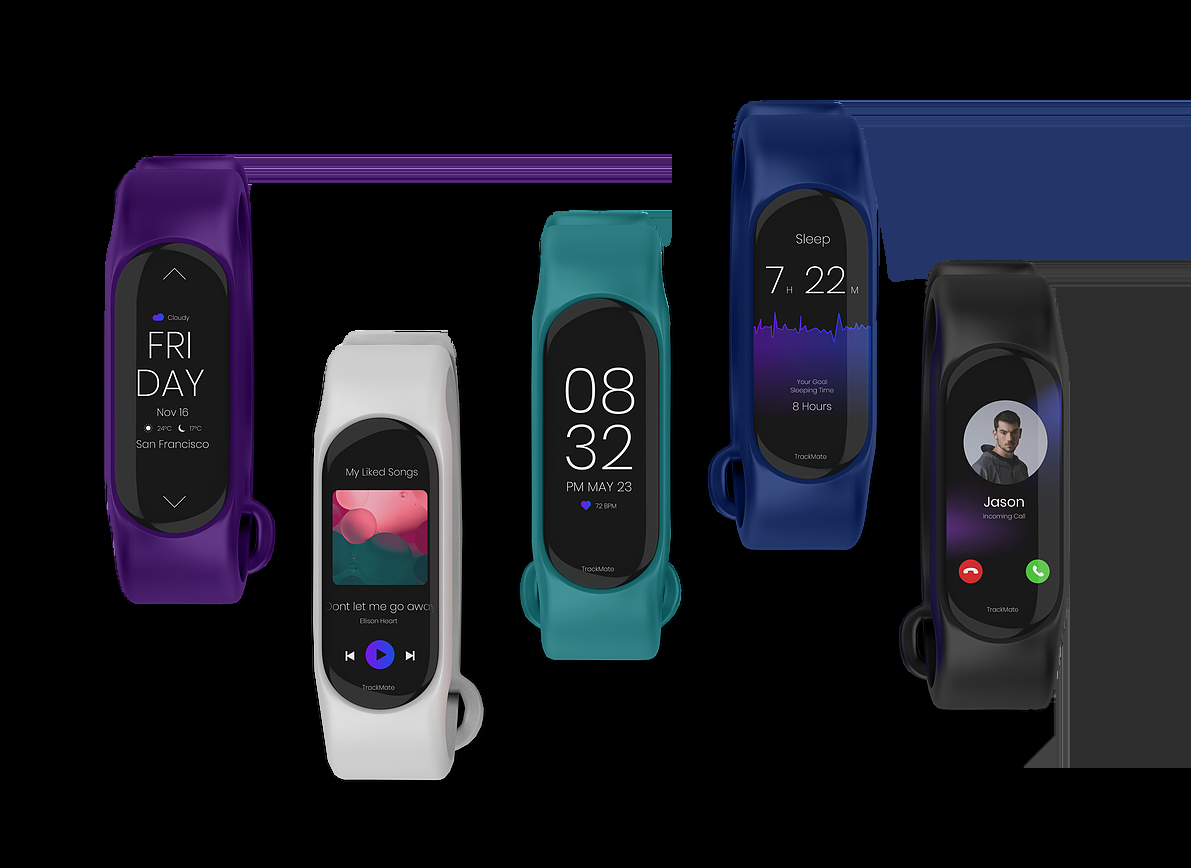 Cloudy
FRI
DAY
Nov 16
24°C 17°C
San Francisco
My Liked Songs
Dont let me go away
Ellison Heart
TrackMate
08
32
PM MAY 23
72 BPM
TrackMate
Sleep
7 H 22 M
Your Goal
Sleeping Time
8 Hours
TrackMate
Jason
Incoming Call
TrackMate